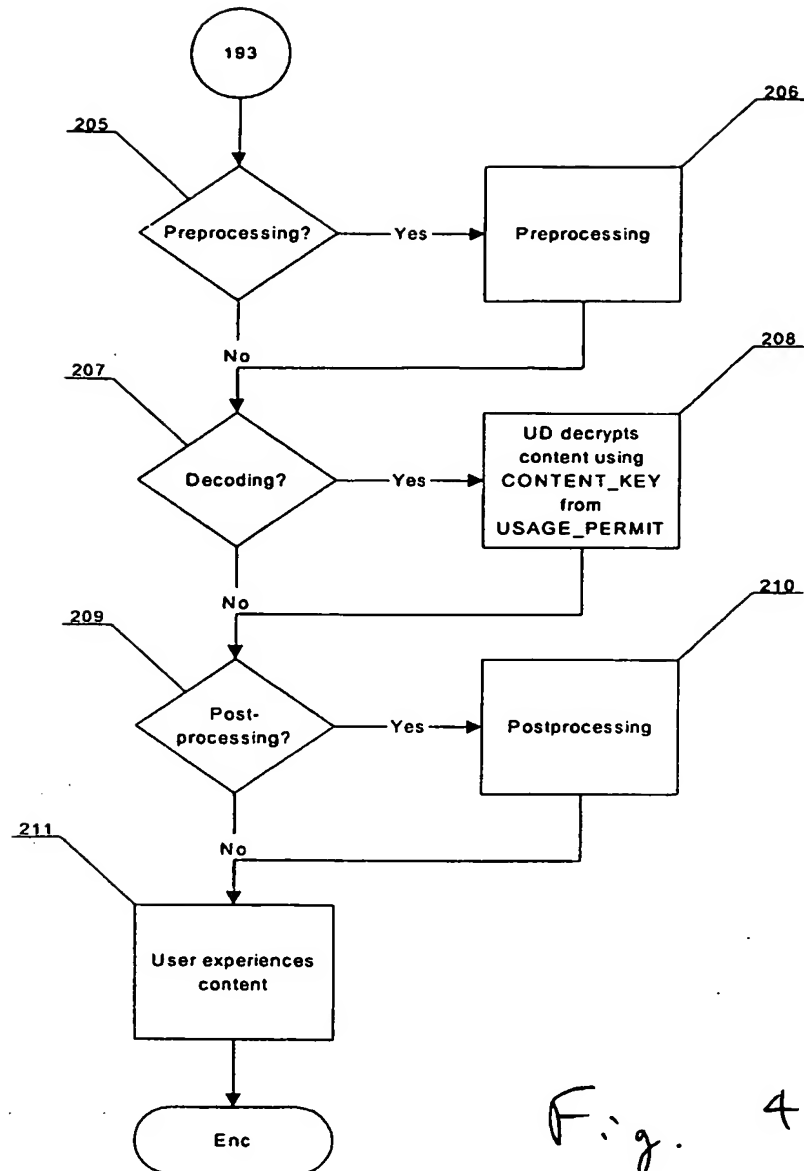 193
205
206
Preprocessing?
Yes
Preprocessing
No
207
208
Decoding?
Yes
UD decrypts
content using
CONTENT_KEY
from
USAGE_PERMIT
No
209
210
Post-
processing?
Yes
Postprocessing
No
211
User experiences
content
Enc
Fig. 4